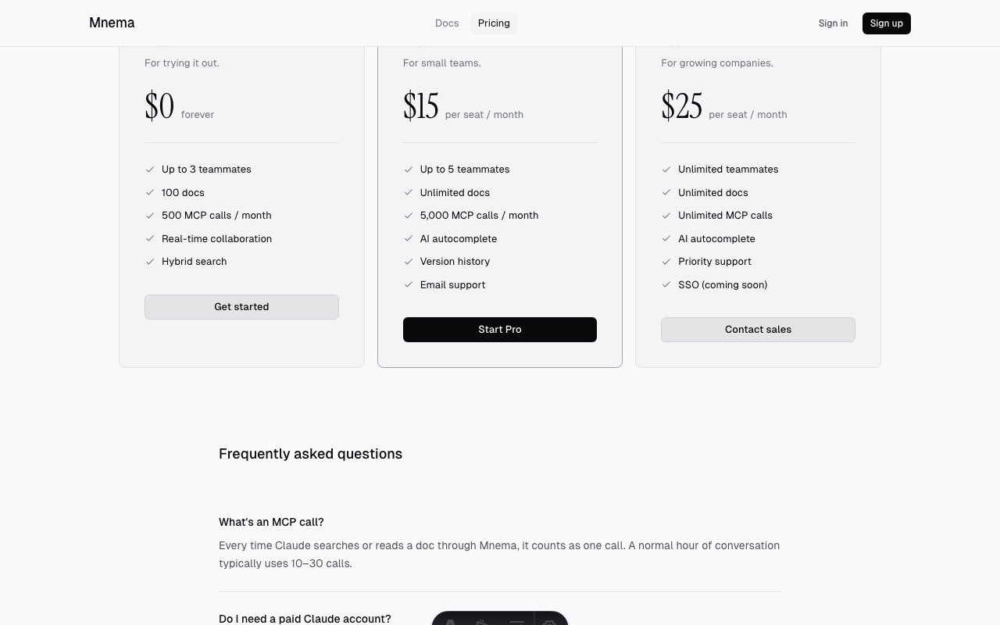 Mnema
Docs
Pricing
Sign in
Sign up
For trying it out.
$0 forever
Up to 3 teammates
100 docs
500 MCP calls / month
Real-time collaboration
Hybrid search
Get started
For small teams.
$15 per seat / month
Up to 5 teammates
Unlimited docs
5,000 MCP calls / month
AI autocomplete
Version history
Email support
Start Pro
For growing companies.
$25 per seat / month
Unlimited teammates
Unlimited docs
Unlimited MCP calls
AI autocomplete
Priority support
SSO (coming soon)
Contact sales
Frequently asked questions
What's an MCP call?
Every time Claude searches or reads a doc through Mnema, it counts as one call. A normal hour of conversation
typically uses 10–30 calls.
Do I need a paid Claude account?